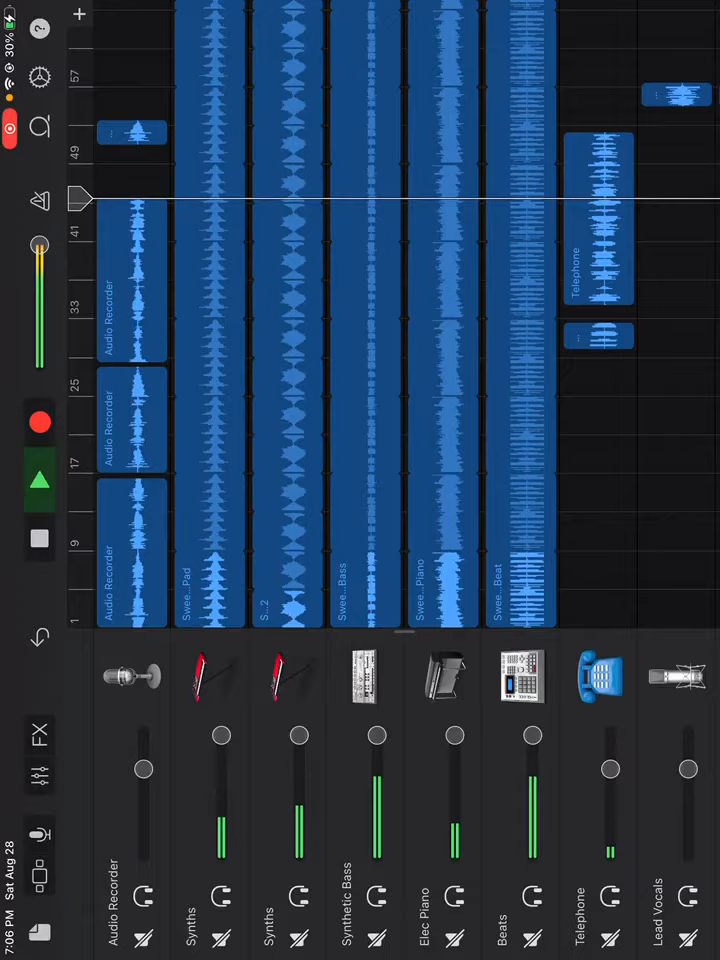 7:06 PM Sat Aug 28
30%
FX
?
1 9 17 25 33 41 49 57
+
Audio Recorder
Audio Recorder
Audio Recorder
Audio Recorder
...
Synths
Swee...Pad
Synths
S...2
Synthetic Bass
Swee...Bass
Elec Piano
Swee...Piano
Beats
Swee...Beat
Telephone
...
Telephone
Lead Vocals
...